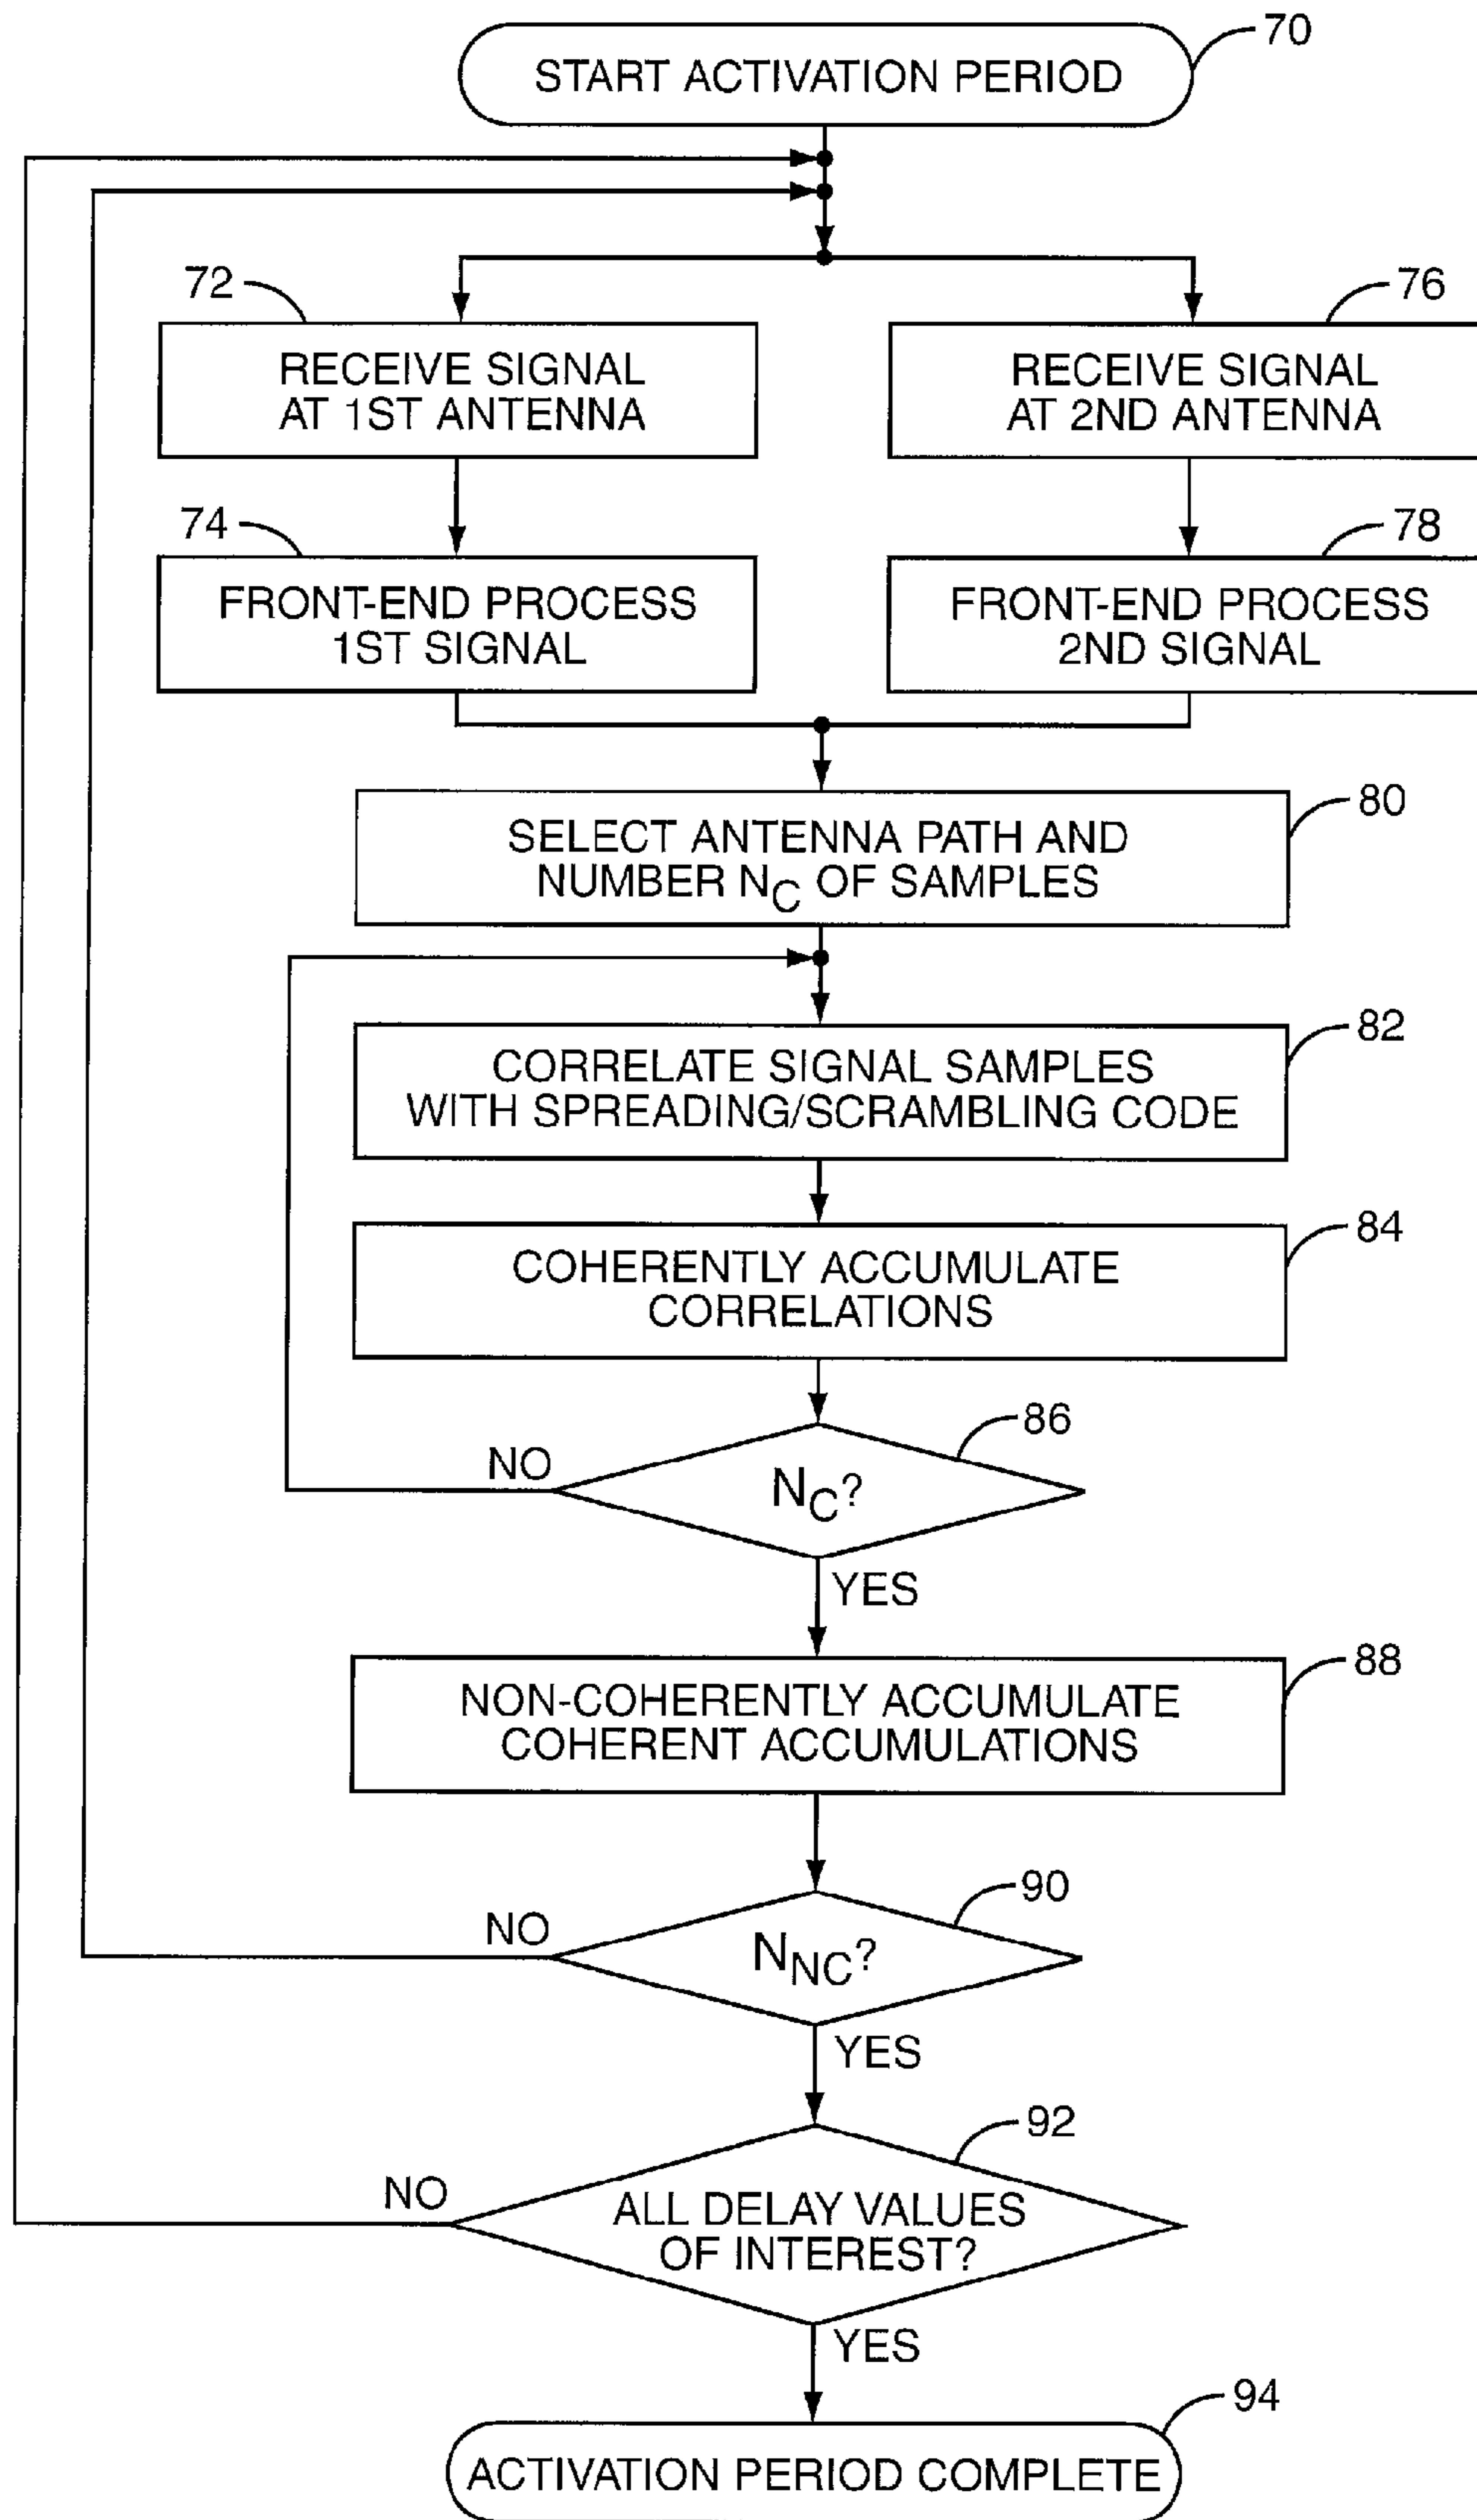 70
START ACTIVATION PERIOD
72
76
RECEIVE SIGNAL
AT 1ST ANTENNA
RECEIVE SIGNAL
AT 2ND ANTENNA
74
78
FRONT-END PROCESS
1ST SIGNAL
FRONT-END PROCESS
2ND SIGNAL
80
SELECT ANTENNA PATH AND
NUMBER NC OF SAMPLES
82
CORRELATE SIGNAL SAMPLES
WITH SPREADING/SCRAMBLING CODE
84
COHERENTLY ACCUMULATE
CORRELATIONS
86
NO
NC?
YES
88
NON-COHERENTLY ACCUMULATE
COHERENT ACCUMULATIONS
90
NO
NNC?
YES
92
NO
ALL DELAY VALUES
OF INTEREST?
YES
94
ACTIVATION PERIOD COMPLETE